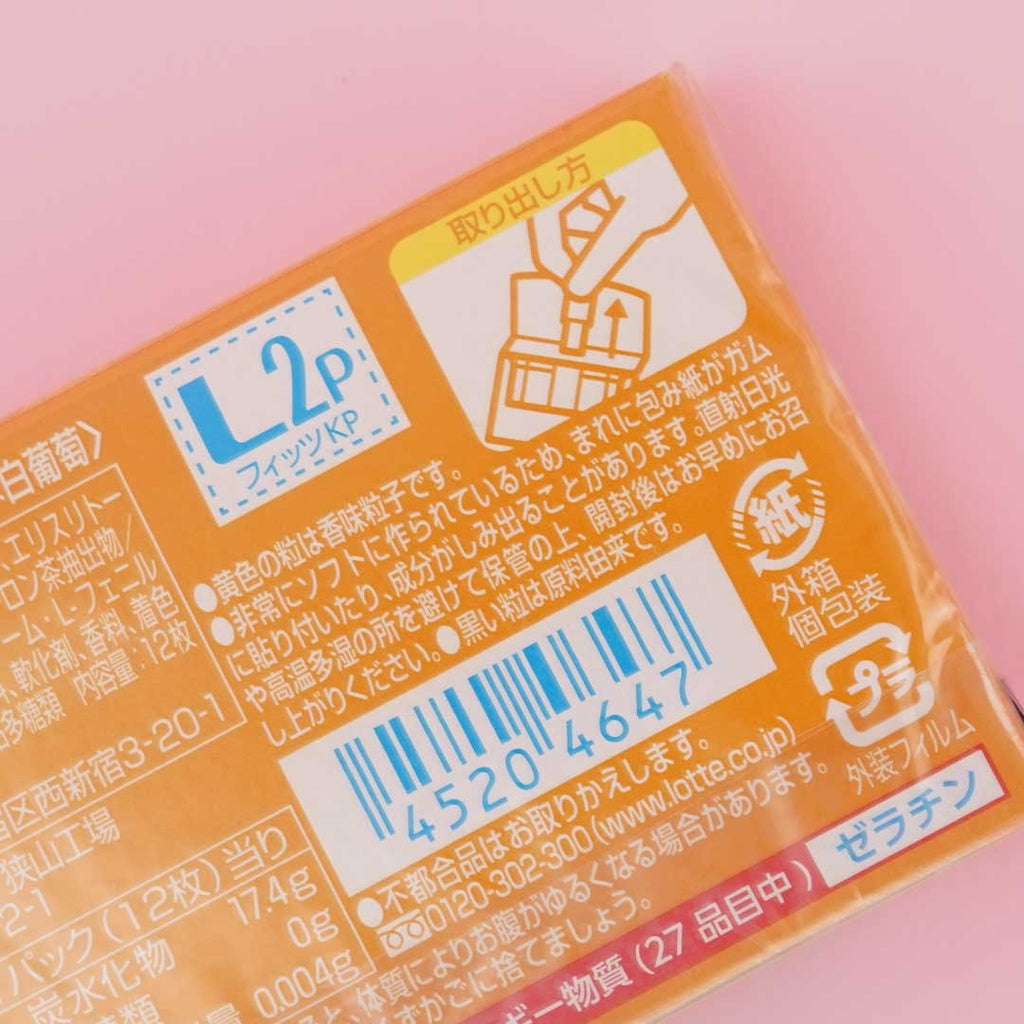 取り出し方
L2P
フィッツKP
白葡萄〉
エリスリトー
ロン茶抽出物/
ーム・L・フェニル
軟化剤、香料、着色
多糖類 内容量:12枚
区西新宿3-20-1
狭山工場
2-1
パック(12枚)当り
17.4g
炭水化物 0g
0.004g
●黄色の粒は香味粒子です。
●非常にソフトに作られているため、まれに包み紙がガム
に貼り付いたり、成分がしみ出ることがあります。直射日光
や高温多湿の所を避けて保管の上、開封後はお早めにお召
し上がりください。●黒い粒は原料由来です。
4520 4647
紙
外箱
個包装
プラ
外装フィルム
●不都合品はお取りかえします。
0120-302-300(www.lotte.co.jp)
体質によりお腹がゆるくなる場合があります。
くずかごに捨てましょう。
ギー物質(27品目中)
ゼラチン